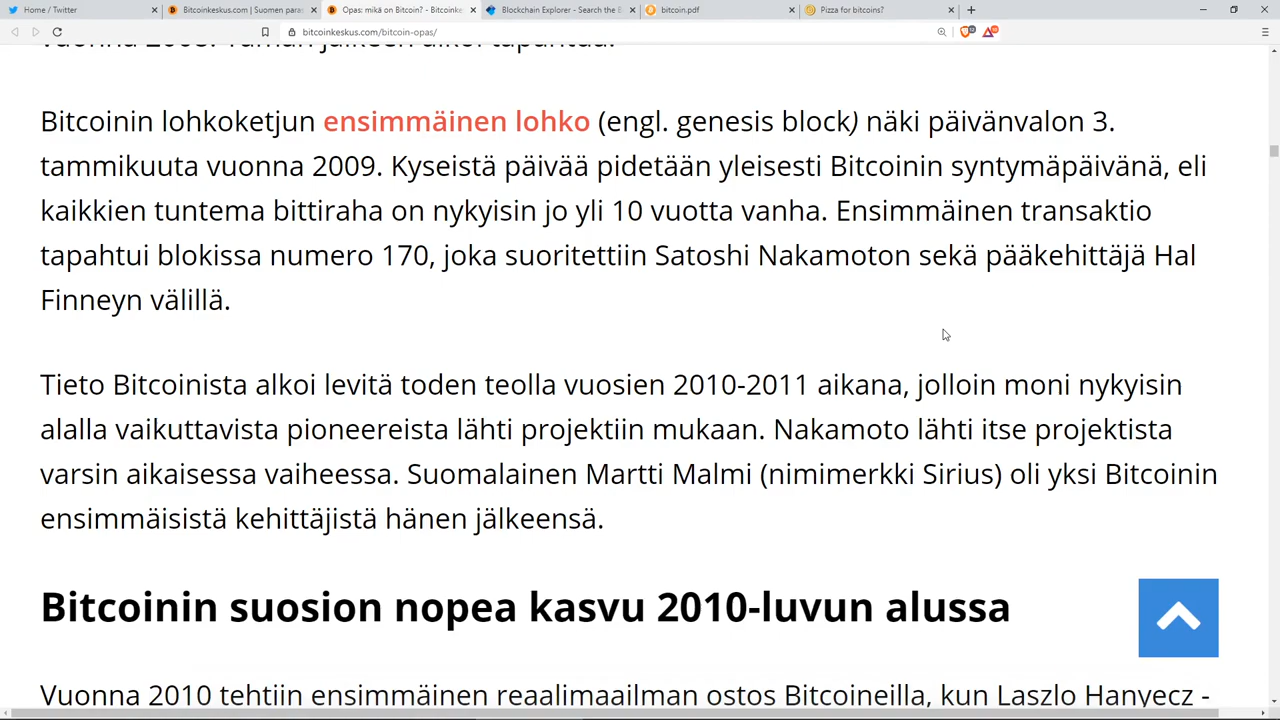 Home / Twitter
Bitcoinkeskus.com | Suomen paras
Opas: mikä on Bitcoin? - Bitcoinke
Blockchain Explorer - Search the B
bitcoin.pdf
Pizza for bitcoins?
bitcoinkeskus.com/bitcoin-opas/
Bitcoinin lohkoketjun ensimmäinen lohko (engl. genesis block) näki päivänvalon 3.
tammikuuta vuonna 2009. Kyseistä päivää pidetään yleisesti Bitcoinin syntymäpäivänä, eli
kaikkien tuntema bittiraha on nykyisin jo yli 10 vuotta vanha. Ensimmäinen transaktio
tapahtui blokissa numero 170, joka suoritettiin Satoshi Nakamoton sekä pääkehittäjä Hal
Finneyn välillä.
Tieto Bitcoinista alkoi levitä toden teolla vuosien 2010-2011 aikana, jolloin moni nykyisin
alalla vaikuttavista pioneereista lähti projektiin mukaan. Nakamoto lähti itse projektista
varsin aikaisessa vaiheessa. Suomalainen Martti Malmi (nimimerkki Sirius) oli yksi Bitcoinin
ensimmäisistä kehittäjistä hänen jälkeensä.
Bitcoinin suosion nopea kasvu 2010-luvun alussa
Vuonna 2010 tehtiin ensimmäinen reaalimaailman ostos Bitcoineilla, kun Laszlo Hanyecz -